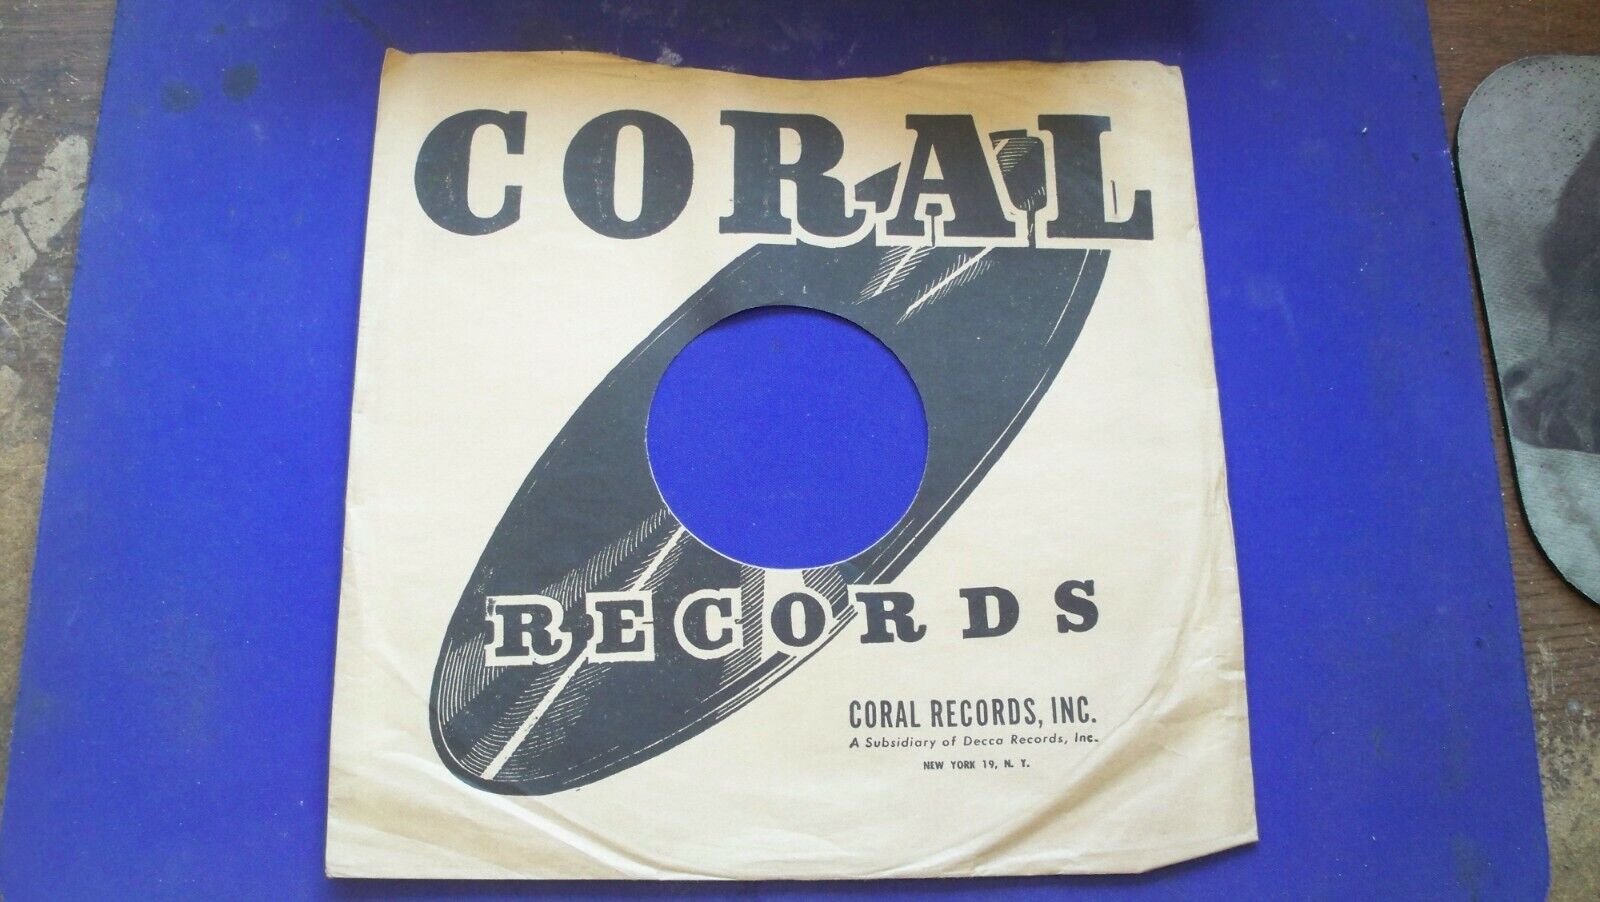 CORAL
RECORDS
CORAL RECORDS, INC.
A Subsidiary of Decca Records, Inc.
NEW YORK 19, N. Y.